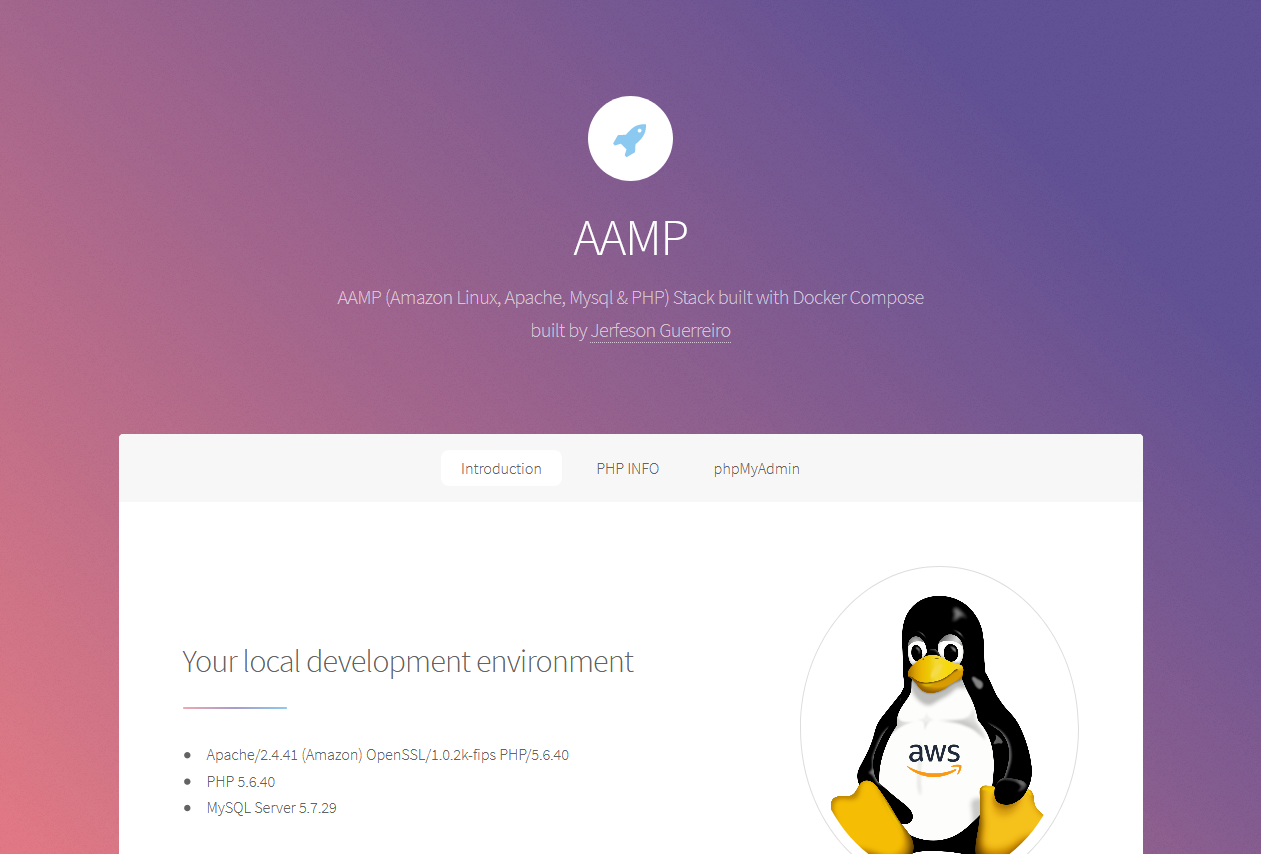 AAMP
AAMP (Amazon Linux, Apache, Mysql & PHP) Stack built with Docker Compose
built by Jerfeson Guerreiro
Introduction PHP INFO phpMyAdmin
Your local development environment
Apache/2.4.41 (Amazon) OpenSSL/1.0.2k-fips PHP/5.6.40
PHP 5.6.40
MySQL Server 5.7.29
aws